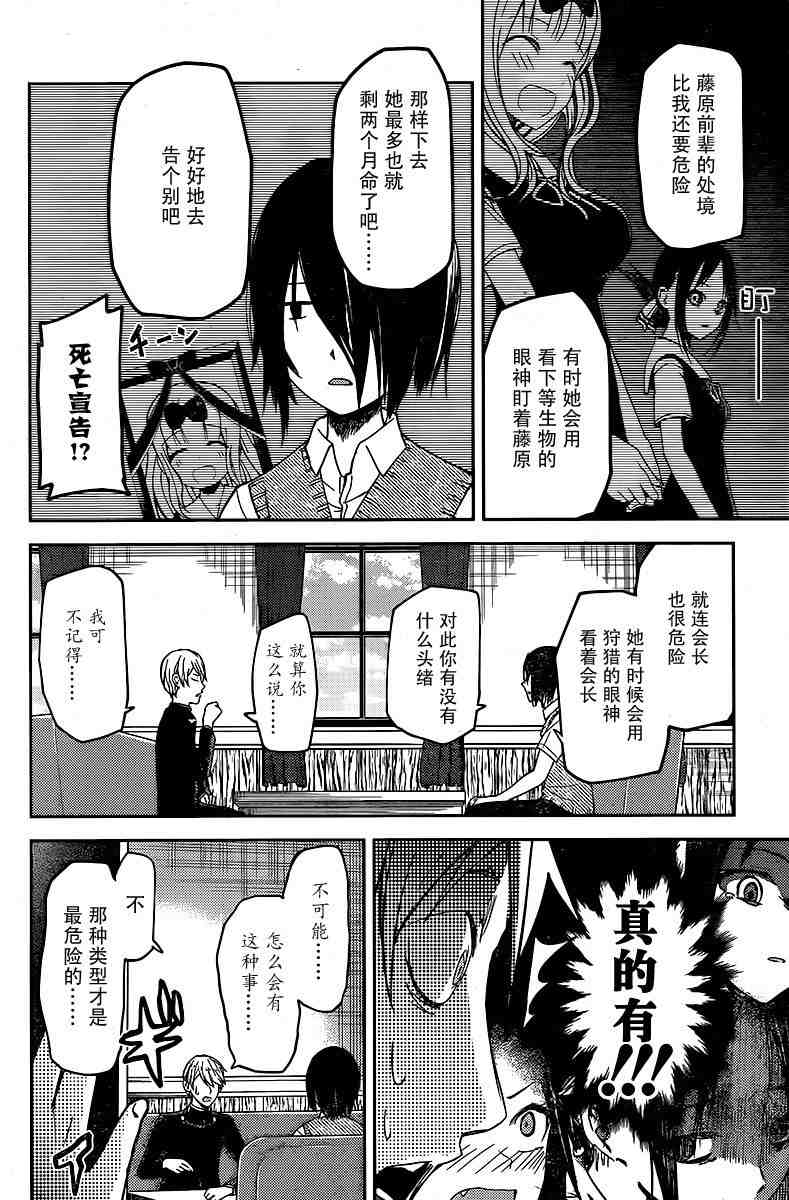 藤原前辈的处境
比我还要危险
盯
有时她会用
看下等生物的
眼神盯着藤原
那样下去
她最多也就
剩两个月命了吧……
好好地去
告个别吧
チーン
死亡宣告!?
就连会长
也很危险
她有时候会用
狩猎的眼神
看着会长
对此你有没有
什么头绪
就算你
这么说……
我可
不记得……
真的有!!!
不可能……
怎么会有
这种事……
不
那种类型才是
最危险的……
ギイ